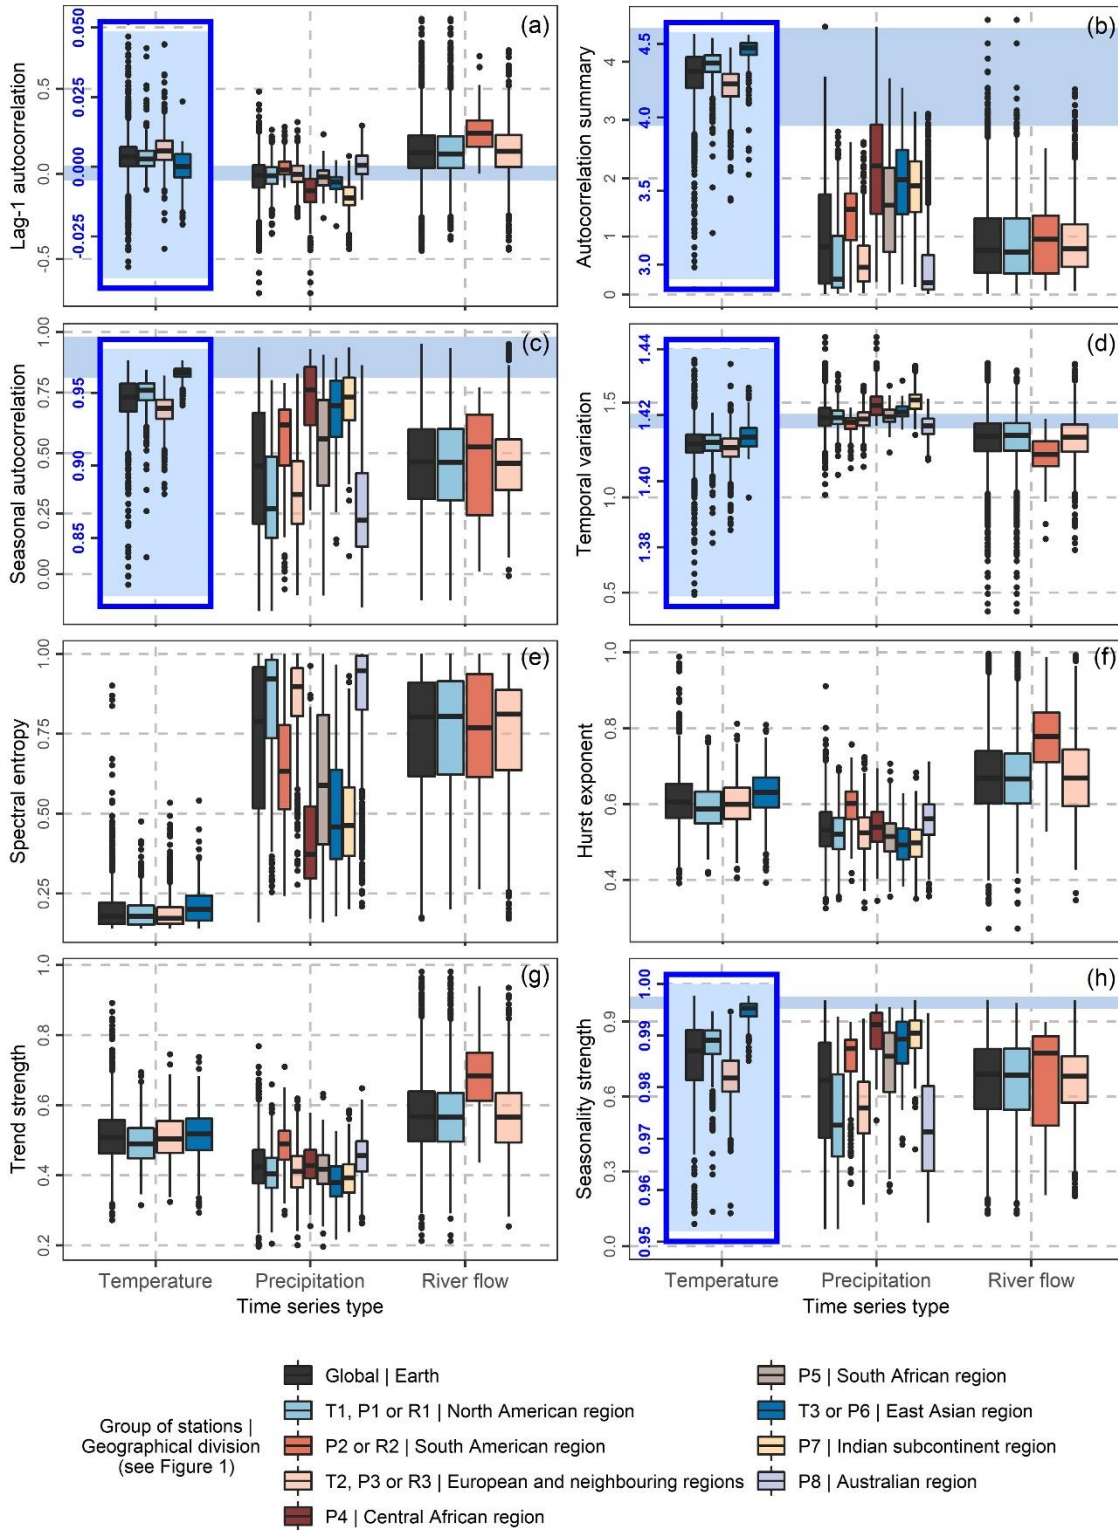 (a)
Lag-1 autocorrelation
0.5
0.0
-0.5
0.050
0.025
0.000
-0.025
(b)
Autocorrelation summary
4
3
2
1
0
4.5
4.0
3.5
3.0
(c)
Seasonal autocorrelation
1.00
0.75
0.50
0.25
0.00
0.95
0.90
0.85
(d)
Temporal variation
1.5
1.0
0.5
1.44
1.42
1.40
1.38
(e)
Spectral entropy
1.00
0.75
0.50
0.25
(f)
Hurst exponent
1.0
0.8
0.6
0.4
(g)
Trend strength
1.0
0.8
0.6
0.4
0.2
(h)
Seasonality strength
0.9
0.6
0.3
0.0
1.00
0.99
0.98
0.97
0.96
0.95
Temperature Precipitation River flow
Time series type
Temperature Precipitation River flow
Time series type
Group of stations |
Geographical division
(see Figure 1)
Global | Earth
T1, P1 or R1 | North American region
P2 or R2 | South American region
T2, P3 or R3 | European and neighbouring regions
P4 | Central African region
P5 | South African region
T3 or P6 | East Asian region
P7 | Indian subcontinent region
P8 | Australian region